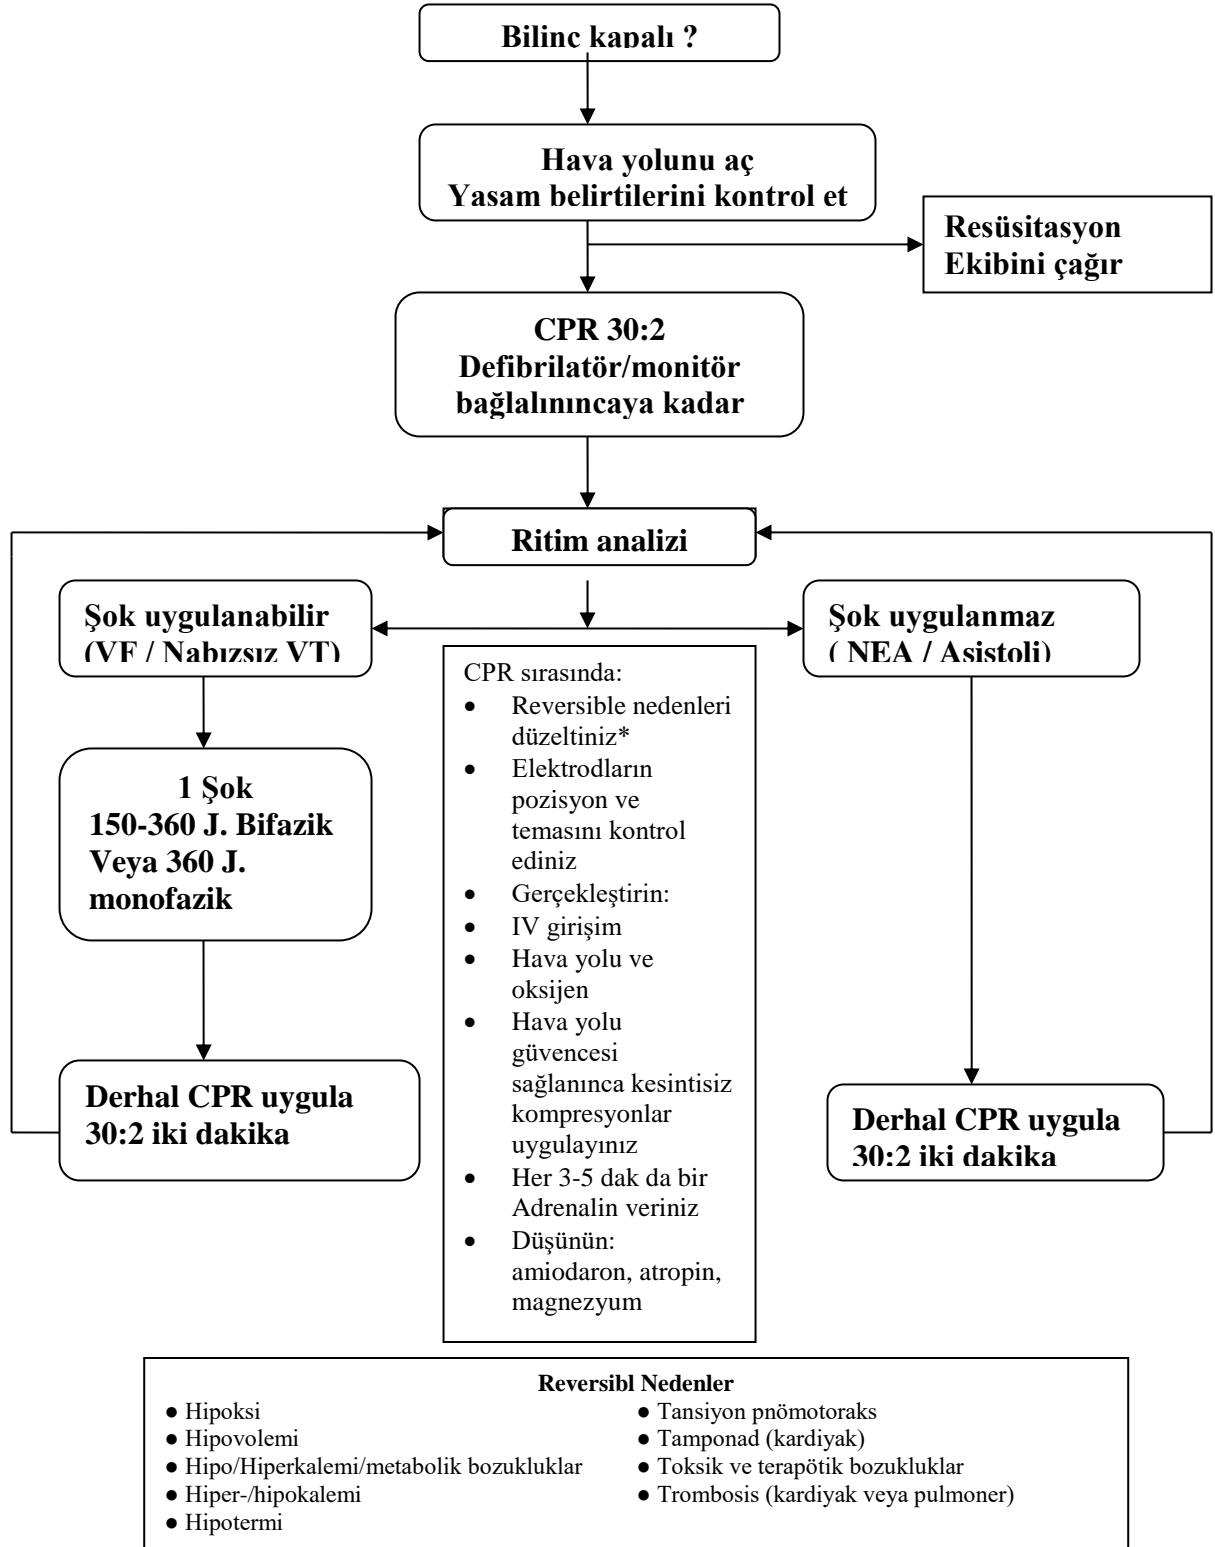 Bilinç kapalı ?
Hava yolunu aç
Yasam belirtilerini kontrol et
Resüsitasyon
Ekibini çağır
CPR 30:2
Defibrilatör/monitör
bağlalınıncaya kadar
Ritim analizi
Şok uygulanabilir
(VF / Nabızsız VT)
Şok uygulanmaz
( NEA / Asistoli)
1 Şok
150-360 J. Bifazik
Veya 360 J.
monofazik
CPR sırasında:
● Reversible nedenleri
düzeltiniz*
● Elektrodların
pozisyon ve
temasını kontrol
ediniz
● Gerçekleştirin:
● IV girişim
● Hava yolu ve
oksijen
● Hava yolu
güvencesi
sağlanınca kesintisiz
kompresyonlar
uygulayınız
● Her 3-5 dak da bir
Adrenalin veriniz
● Düşünün:
amiodaron, atropin,
magnezyum
Derhal CPR uygula
30:2 iki dakika
Derhal CPR uygula
30:2 iki dakika
Reversibl Nedenler
● Hipoksi
● Hipovolemi
● Hipo/Hiperkalemi/metabolik bozukluklar
● Hiper-/hipokalemi
● Hipotermi
● Tansiyon pnömotoraks
● Tamponad (kardiyak)
● Toksik ve terapötik bozukluklar
● Trombosis (kardiyak veya pulmoner)